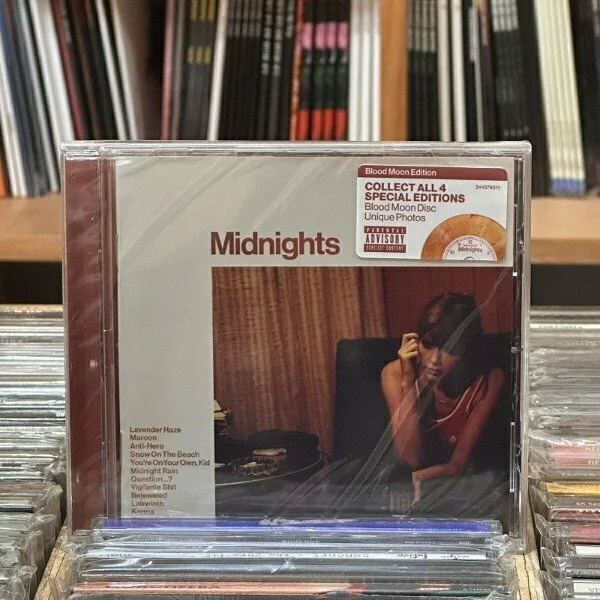 Blood Moon Edition
COLLECT ALL 4
SPECIAL EDITIONS
Blood Moon Disc
Unique Photos
PARENTAL
ADVISORY
EXPLICIT CONTENT
Midnights
Midnights
Lavender Haze
Maroon
Anti-Hero
Snow On The Beach
You're On Your Own, Kid
Midnight Rain
Question...?
Vigilante Shit
Bejeweled
Labyrinth
Karma